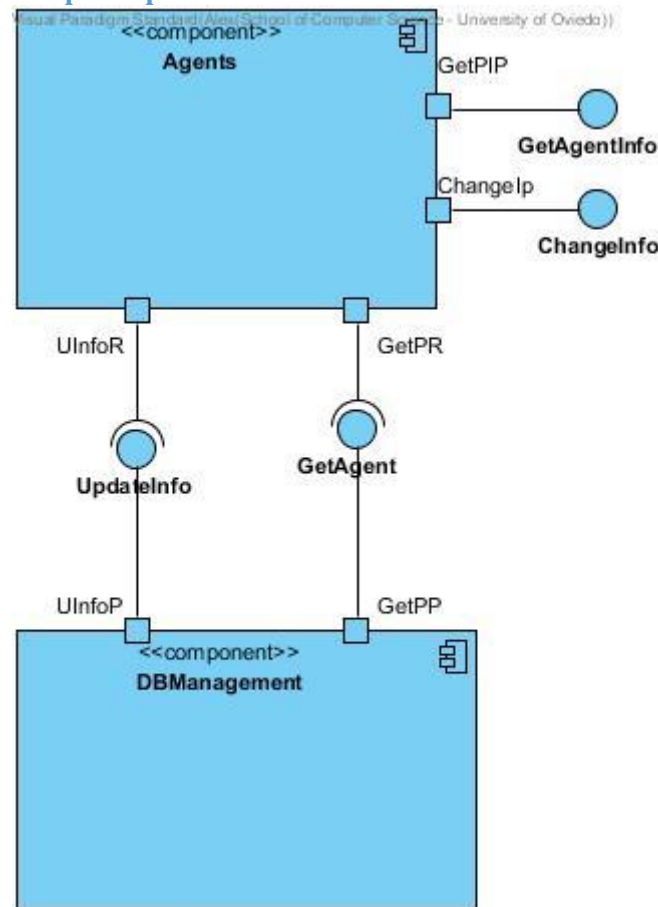 Visual Paradigm Standard(Alex(School of Computer Science - University of Oviedo))
<<component>>
Agents
GetPIP
GetAgentInfo
ChangeIp
ChangeInfo
UInfoR
GetPR
UpdateInfo
GetAgent
UInfoP
GetPP
<<component>>
DBManagement